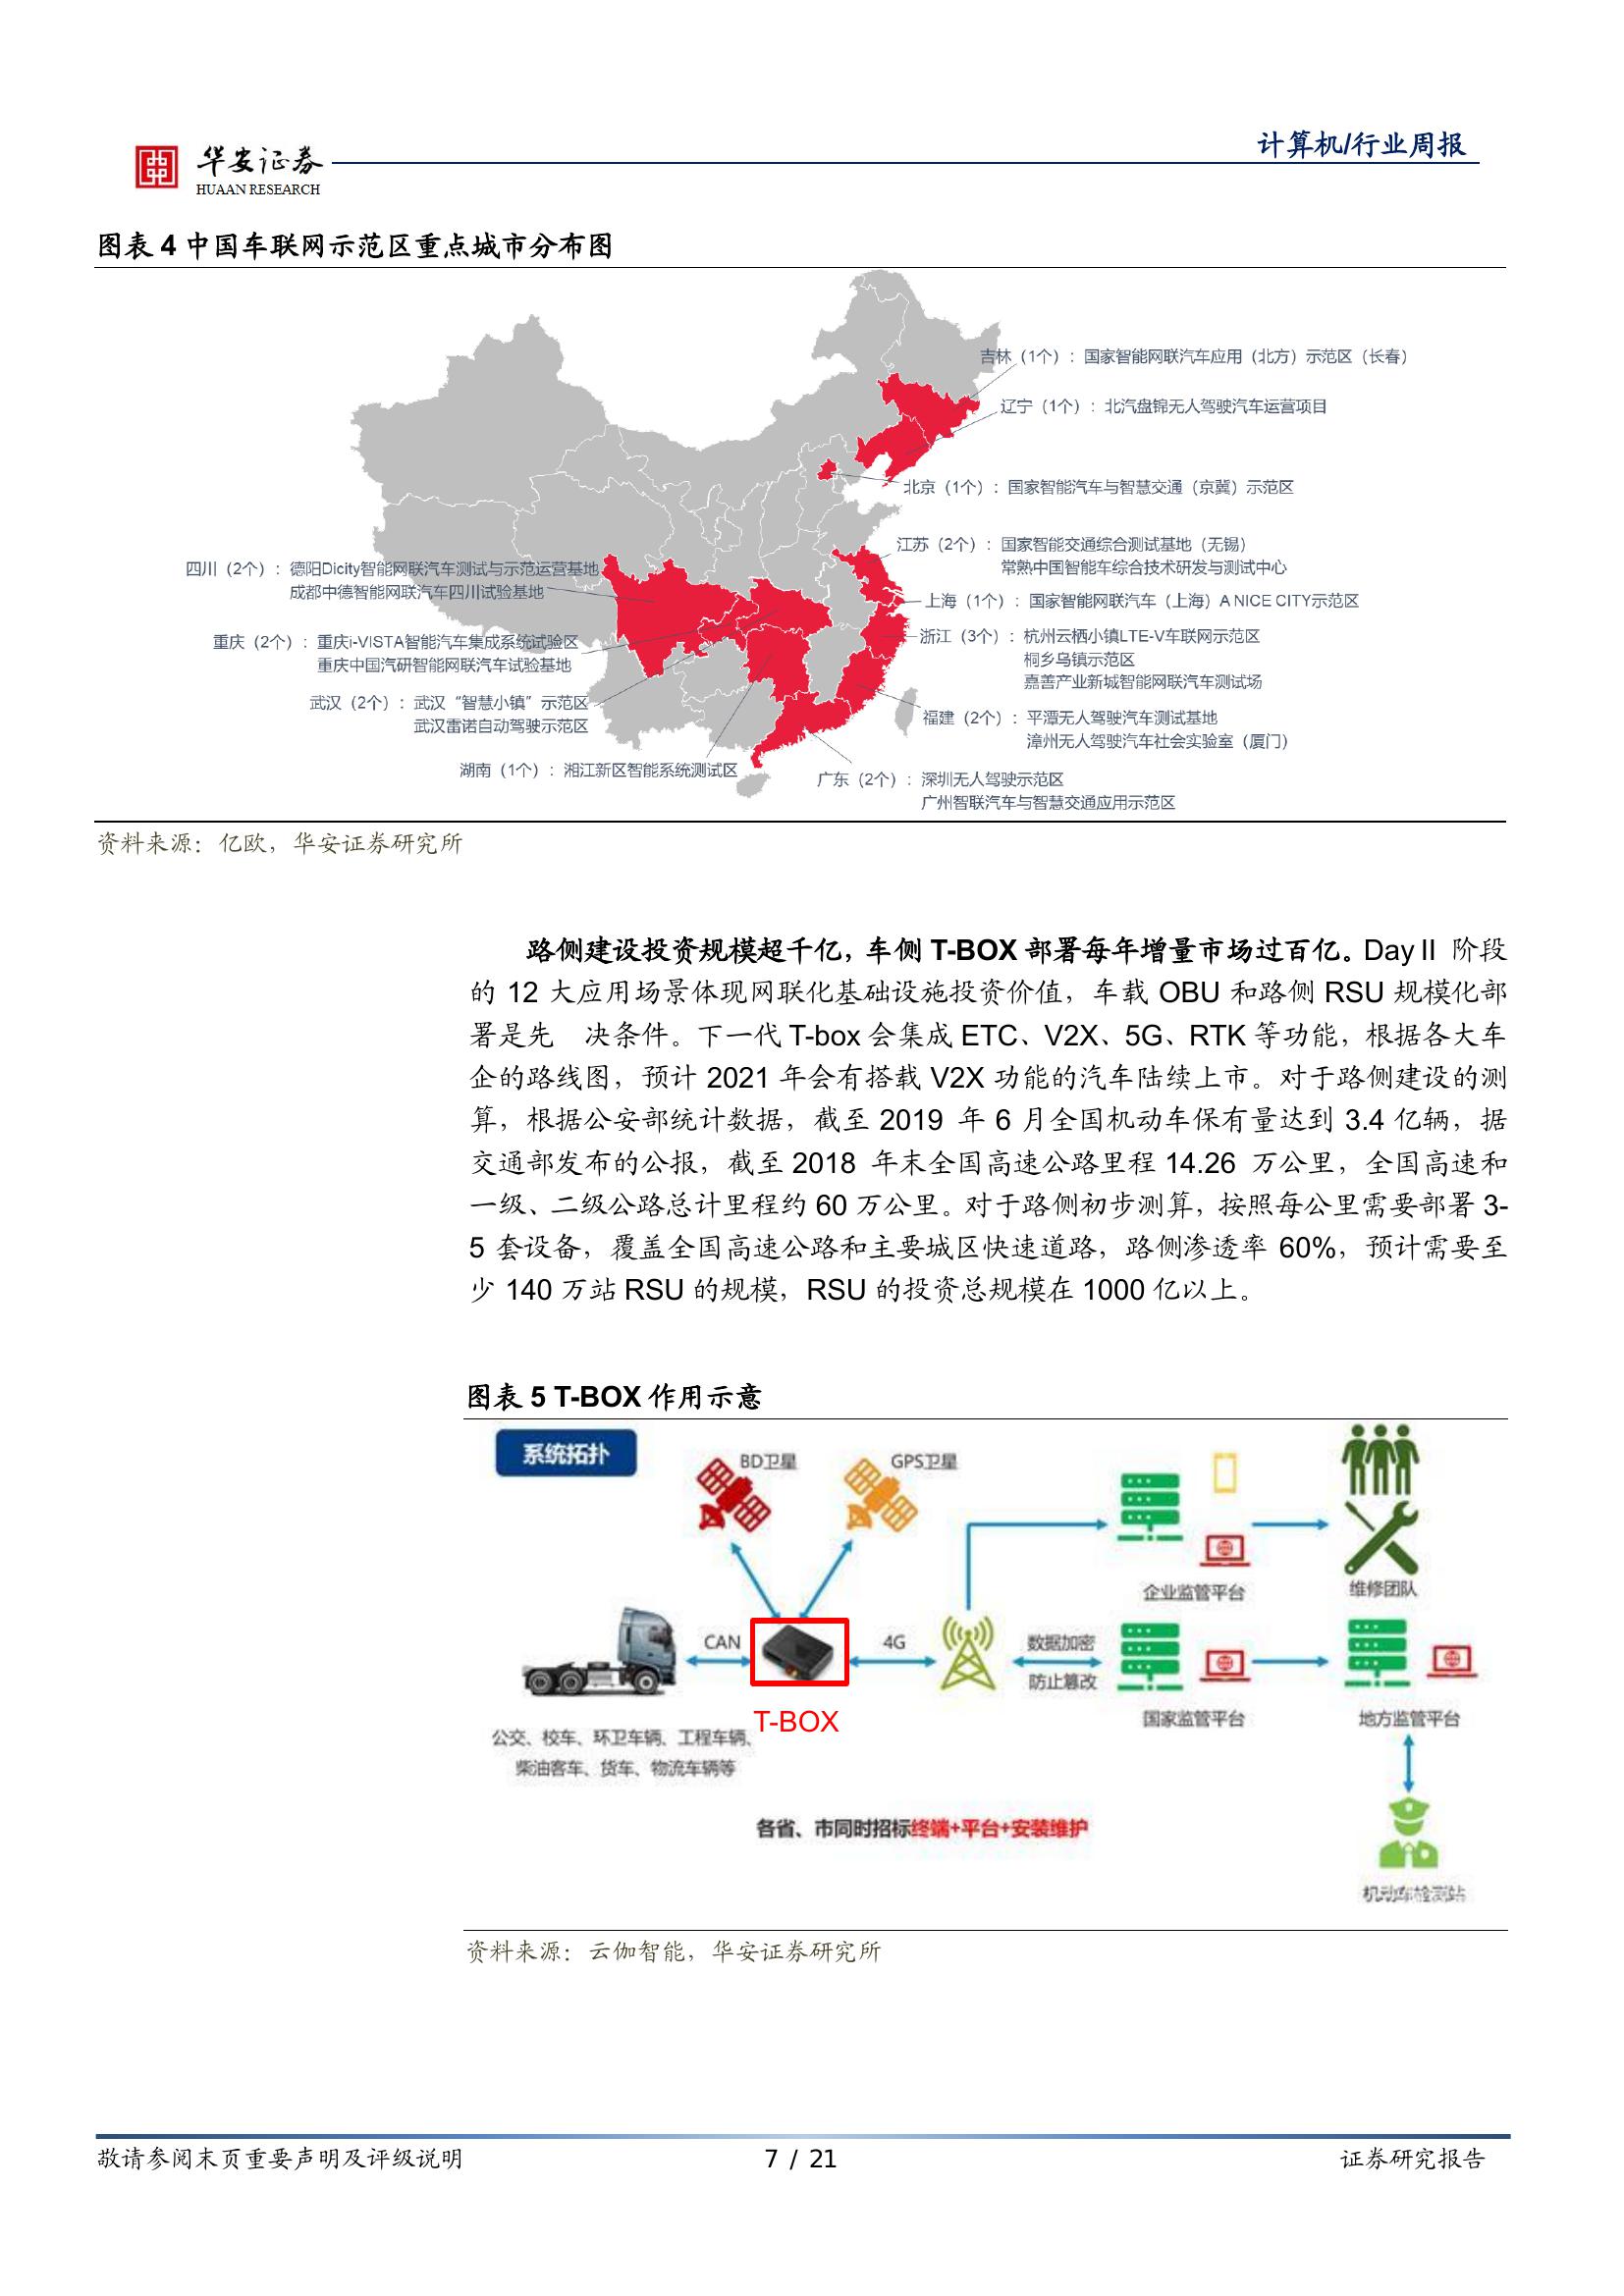 华安证券
HUAAN RESEARCH
计算机/行业周报
图表 4 中国车联网示范区重点城市分布图
吉林（1个）：国家智能网联汽车应用（北方）示范区（长春）
辽宁（1个）：北汽盘锦无人驾驶汽车运营项目
北京（1个）：国家智能汽车与智慧交通（京冀）示范区
江苏（2个）：国家智能交通综合测试基地（无锡）
常熟中国智能车综合技术研发与测试中心
上海（1个）：国家智能网联汽车（上海）A NICE CITY示范区
浙江（3个）：杭州云栖小镇LTE-V车联网示范区
桐乡乌镇示范区
嘉善产业新城智能网联汽车测试场
福建（2个）：平潭无人驾驶汽车测试基地
漳州无人驾驶汽车社会实验室（厦门）
广东（2个）：深圳无人驾驶示范区
广州智联汽车与智慧交通应用示范区
四川（2个）：德阳Dicity智能网联汽车测试与示范运营基地
成都中德智能网联汽车四川试验基地
重庆（2个）：重庆i-VISTA智能汽车集成系统试验区
重庆中国汽研智能网联汽车试验基地
武汉（2个）：武汉“智慧小镇”示范区
武汉雷诺自动驾驶示范区
湖南（1个）：湘江新区智能系统测试区
资料来源：亿欧，华安证券研究所
路侧建设投资规模超千亿，车侧 T-BOX 部署每年增量市场过百亿。Day II 阶段
的 12 大应用场景体现网联化基础设施投资价值，车载 OBU 和路侧 RSU 规模化部
署是先 决条件。下一代 T-box 会集成 ETC、V2X、5G、RTK 等功能，根据各大车
企的路线图，预计 2021 年会有搭载 V2X 功能的汽车陆续上市。对于路侧建设的测
算，根据公安部统计数据，截至 2019 年 6 月全国机动车保有量达到 3.4 亿辆，据
交通部发布的公报，截至 2018 年末全国高速公路里程 14.26 万公里，全国高速和
一级、二级公路总计里程约 60 万公里。对于路侧初步测算，按照每公里需要部署 3-
5 套设备，覆盖全国高速公路和主要城区快速道路，路侧渗透率 60%，预计需要至
少 140 万站 RSU 的规模，RSU 的投资总规模在 1000 亿以上。
图表 5 T-BOX 作用示意
系统拓扑
BD卫星
GPS卫星
企业监管平台
维修团队
CAN
4G
数据加密
防止篡改
T-BOX
国家监管平台
地方监管平台
公交、校车、环卫车辆、工程车辆、
柴油客车、货车、物流车辆等
各省、市同时招标终端+平台+安装维护
机动车检测站
资料来源：云伽智能，华安证券研究所
敬请参阅末页重要声明及评级说明
7 / 21
证券研究报告